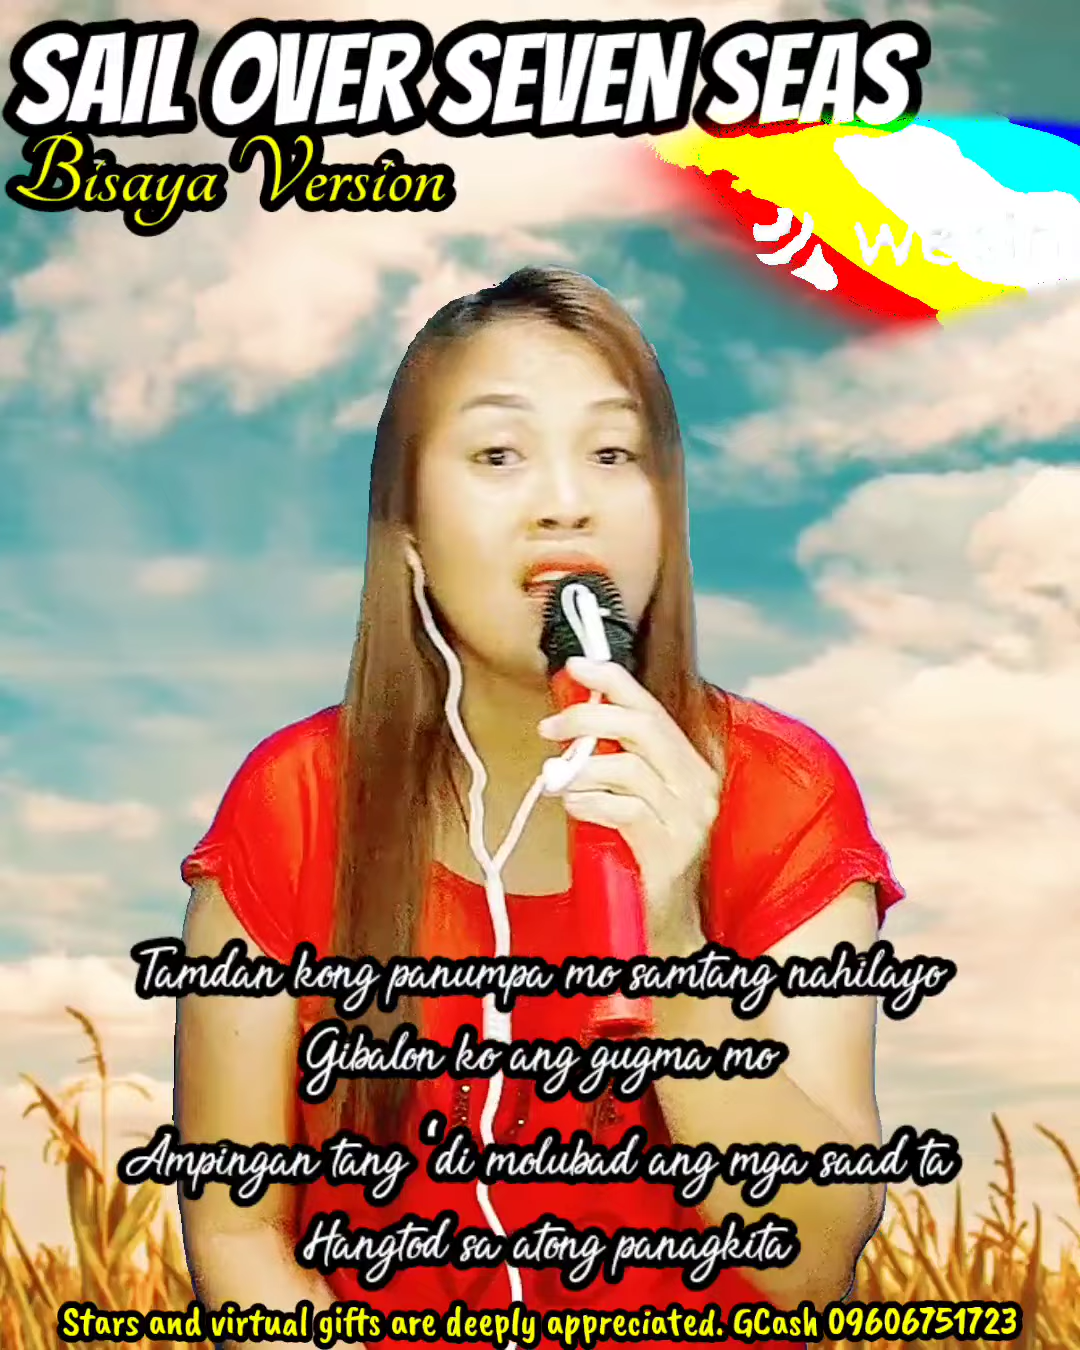 SAIL OVER SEVEN SEAS
Bisaya Version
Tamdan kong panumpa mo samtang nahilayo
Gibalon ko ang gugma mo
Ampingan tang 'di molubad ang mga saad ta
Hangtod sa atong panagkita
Stars and virtual gifts are deeply appreciated. GCash 09606751723